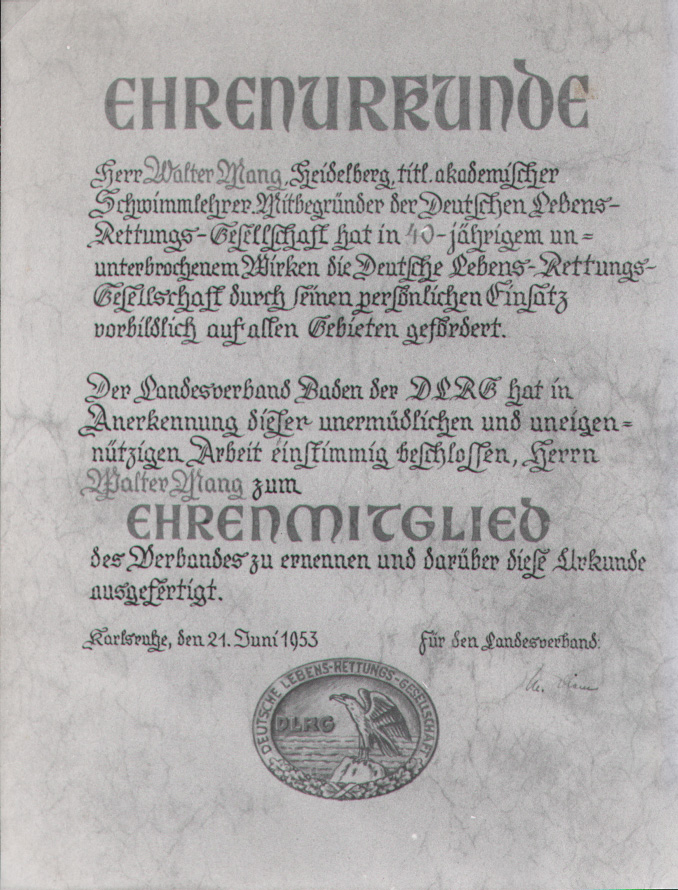 EHRENURKUNDE
Herr Walter Mang, Heidelberg, titl. akademischer
Schwimmlehrer. Mitbegründer der Deutschen Lebens-
Rettungs-Gesellschaft hat in 40-jährigem un=
unterbrochenem Wirken die Deutsche Lebens-Rettungs-
Gesellschaft durch seinen persönlichen Einsatz
vorbildlich auf allen Gebieten gefördert.
Der Landesverband Baden der DLRG hat in
Anerkennung dieser unermüdlichen und uneigen=
nützigen Arbeit einstimmig beschlossen, Herrn
Walter Mang zum
EHRENMITGLIED
des Verbandes zu ernennen und darüber diese Urkunde
ausgefertigt.
Karlsruhe, den 21. Juni 1953
Für den Landesverband:
DEUTSCHE LEBENS-RETTUNGS-GESELLSCHAFT
DLRG